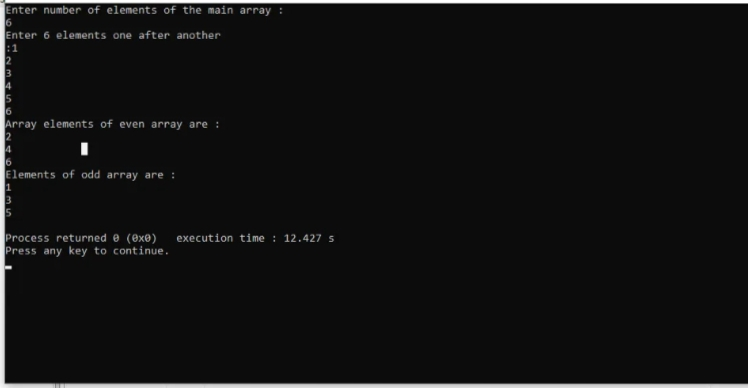 Enter number of elements of the main array :
6
Enter 6 elements one after another
:1
2
3
4
5
6
Array elements of even array are :
2
4
6
Elements of odd array are :
1
3
5
Process returned 0 (0x0)   execution time : 12.427 s
Press any key to continue.